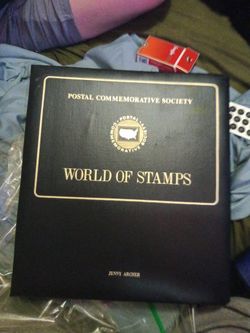 POSTAL COMMEMORATIVE SOCIETY
WORLD OF STAMPS
JENNY ARCHER